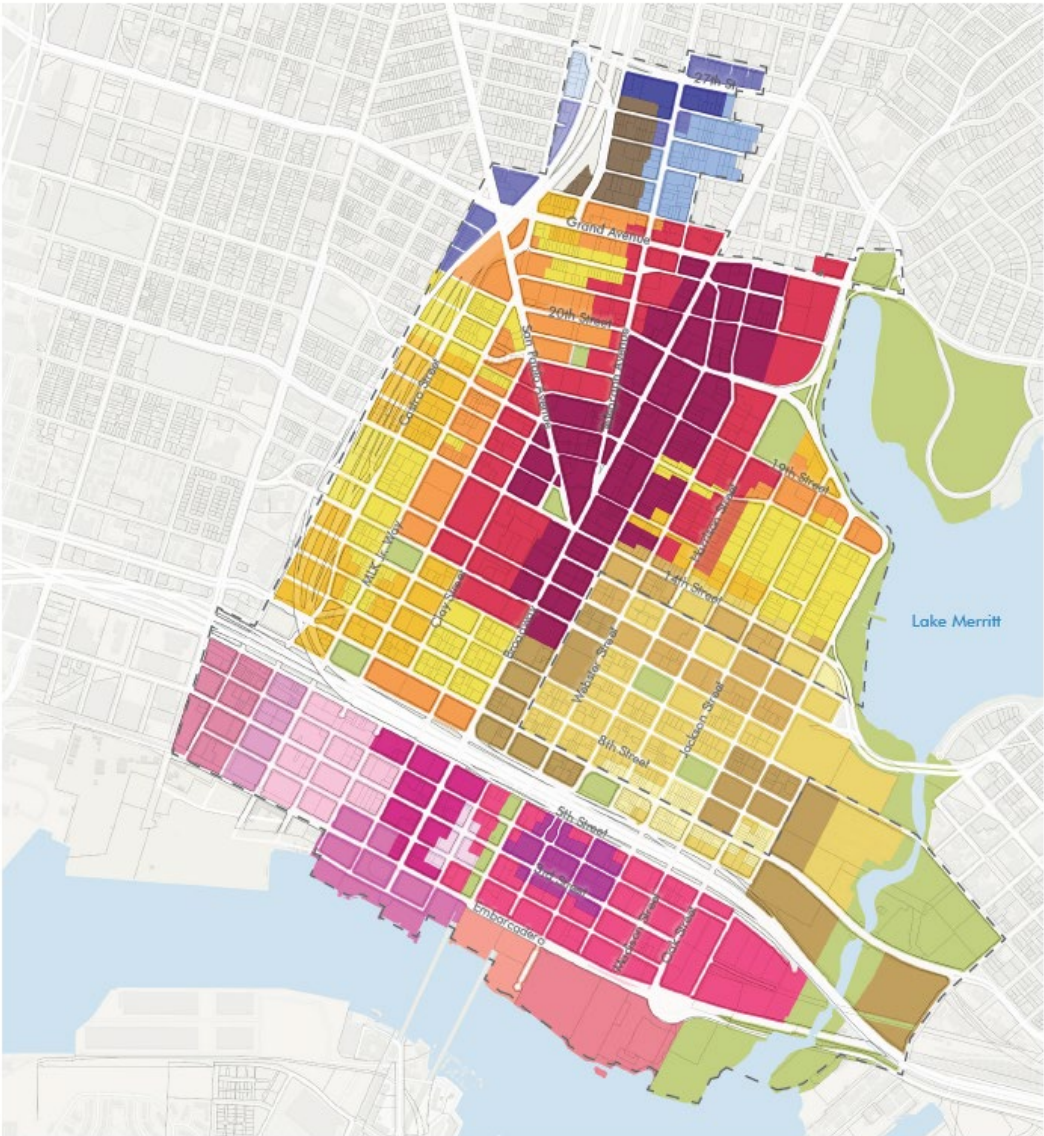 27th St
Grand Avenue
20th Street
San Pablo Avenue
Telegraph Avenue
Castro Street
19th Street
Harrison Street
MLK Jr. Way
14th Street
Clay Street
Lake Merritt
Broadway
Webster Street
Jackson Street
8th Street
5th Street
3rd Street
Madison Street
Oak Street
Embarcadero